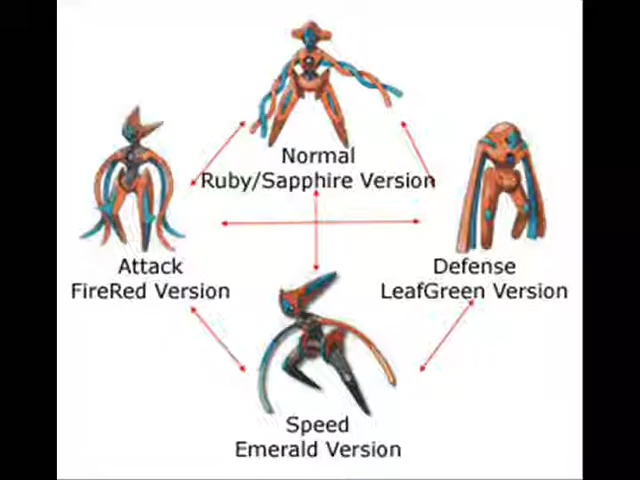 Normal
Ruby/Sapphire Version
Attack
FireRed Version
Defense
LeafGreen Version
Speed
Emerald Version